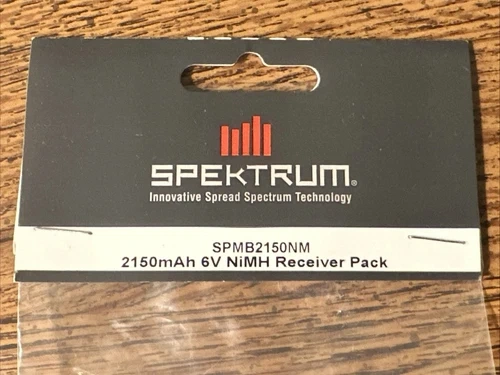 SPEKTRUM®
Innovative Spread Spectrum Technology
SPMB2150NM
2150mAh 6V NiMH Receiver Pack